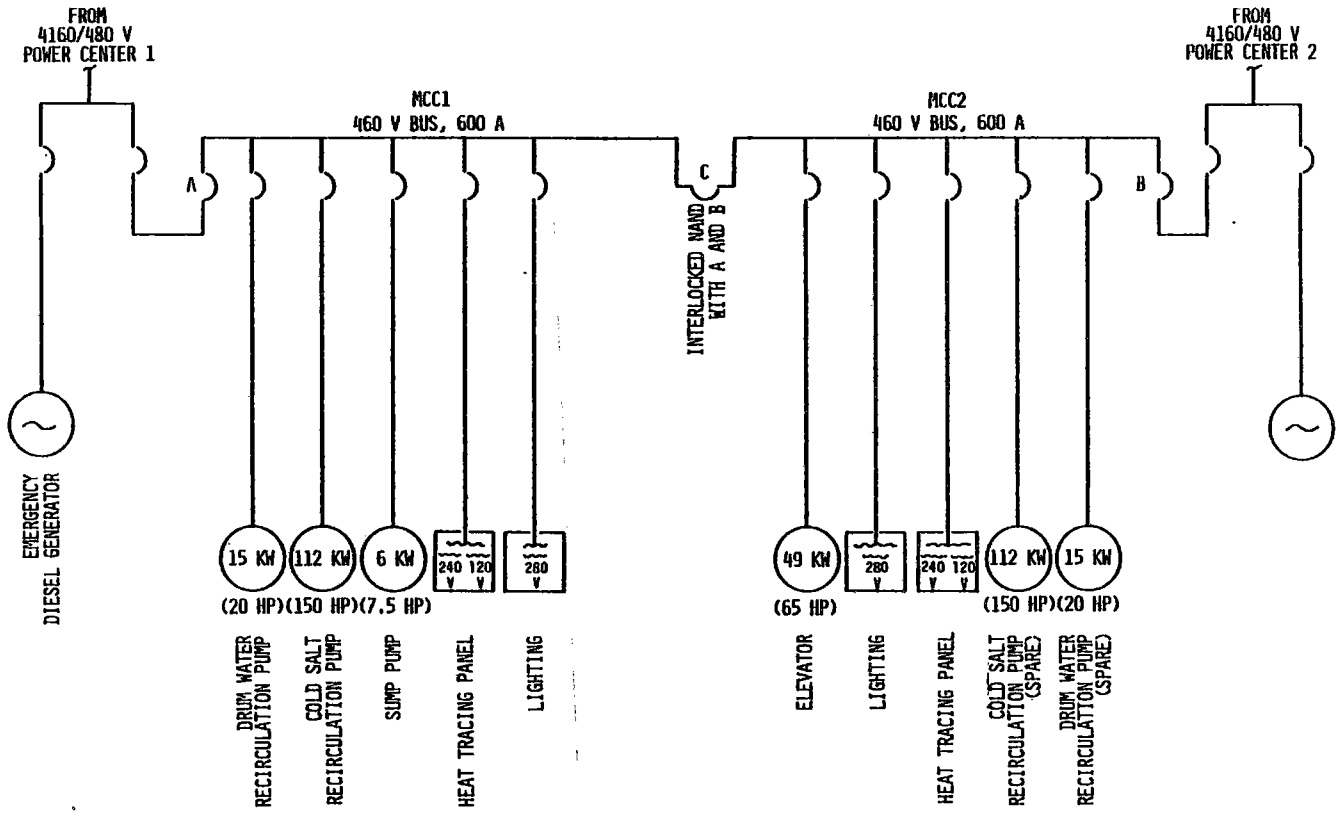 FROM
4160/480 V
POWER CENTER 1
FROM
4160/480 V
POWER CENTER 2
MCC1
460 V BUS, 600 A
MCC2
460 V BUS, 600 A
A
C
B
INTERLOCKED NAND
WITH A AND B
EMERGENCY
DIESEL GENERATOR
15 KW
112 KW
6 KW
240 120
V V
280
V
49 KW
280
V
240 120
V V
112 KW
15 KW
(20 HP)
(150 HP)
(7.5 HP)
(65 HP)
(150 HP)
(20 HP)
DRUM WATER
RECIRCULATION PUMP
COLD SALT
RECIRCULATION PUMP
SUMP PUMP
HEAT TRACING PANEL
LIGHTING
ELEVATOR
LIGHTING
HEAT TRACING PANEL
COLD SALT
RECIRCULATION PUMP
(SPARE)
DRUM WATER
RECIRCULATION PUMP
(SPARE)